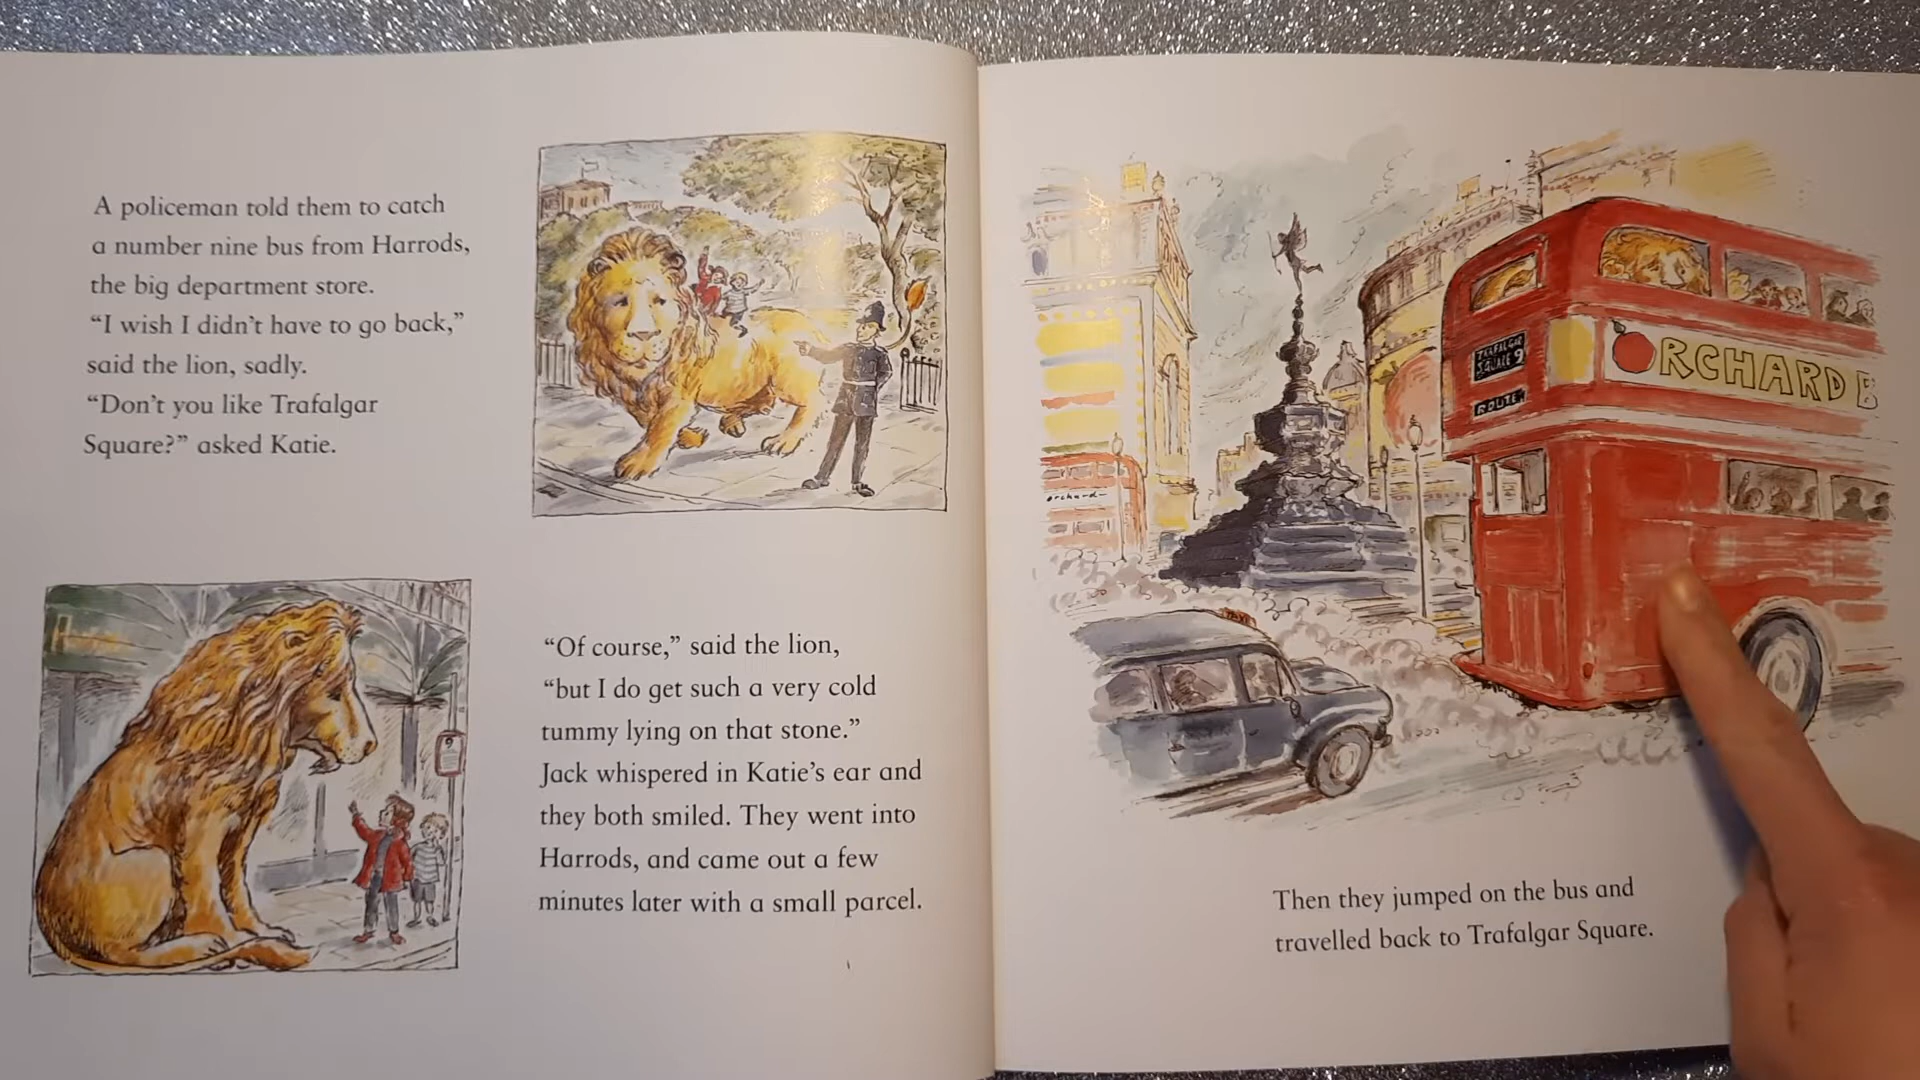 A policeman told them to catch
a number nine bus from Harrods,
the big department store.
“I wish I didn’t have to go back,”
said the lion, sadly.
“Don’t you like Trafalgar
Square?” asked Katie.
9
“Of course,” said the lion,
“but I do get such a very cold
tummy lying on that stone.”
Jack whispered in Katie’s ear and
they both smiled. They went into
Harrods, and came out a few
minutes later with a small parcel.
TRAFALGAR
SQUARE 9
ROUTE
ORCHARD B
orchard
TAXI
Then they jumped on the bus and
travelled back to Trafalgar Square.